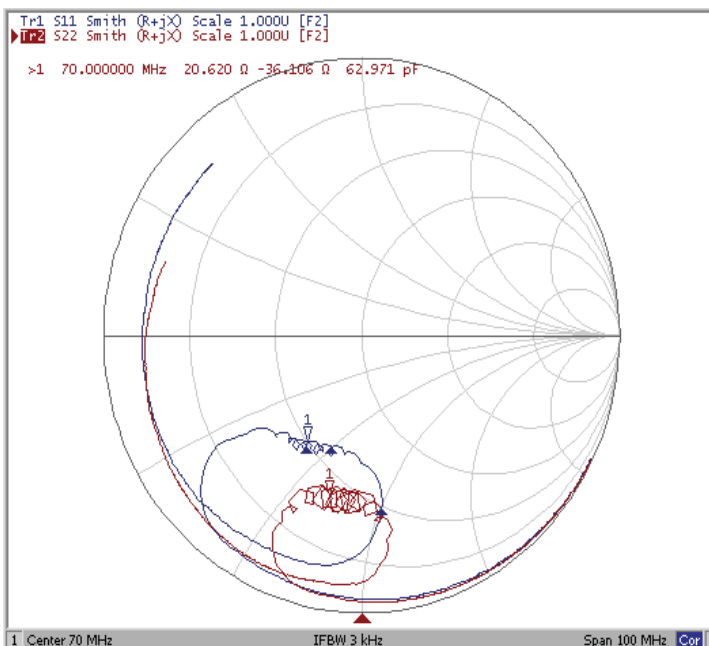 Tr1 S11 Smith (R+jX) Scale 1.000U [F2]
Tr2 S22 Smith (R+jX) Scale 1.000U [F2]
>1 70.000000 MHz 20.620 Ω -36.106 Ω 62.971 pF
1
1
1 Center 70 MHz IFBW 3 kHz Span 100 MHz Cor